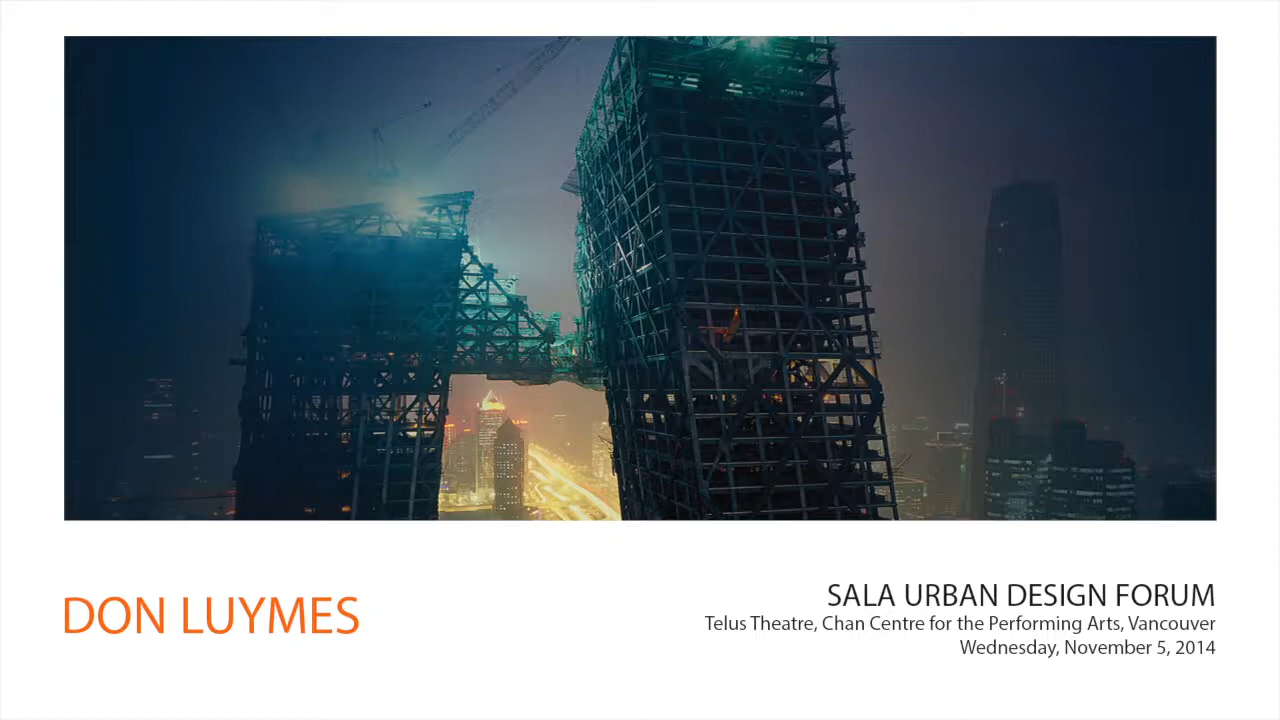 DON LUYMES
SALA URBAN DESIGN FORUM
Telus Theatre, Chan Centre for the Performing Arts, Vancouver
Wednesday, November 5, 2014